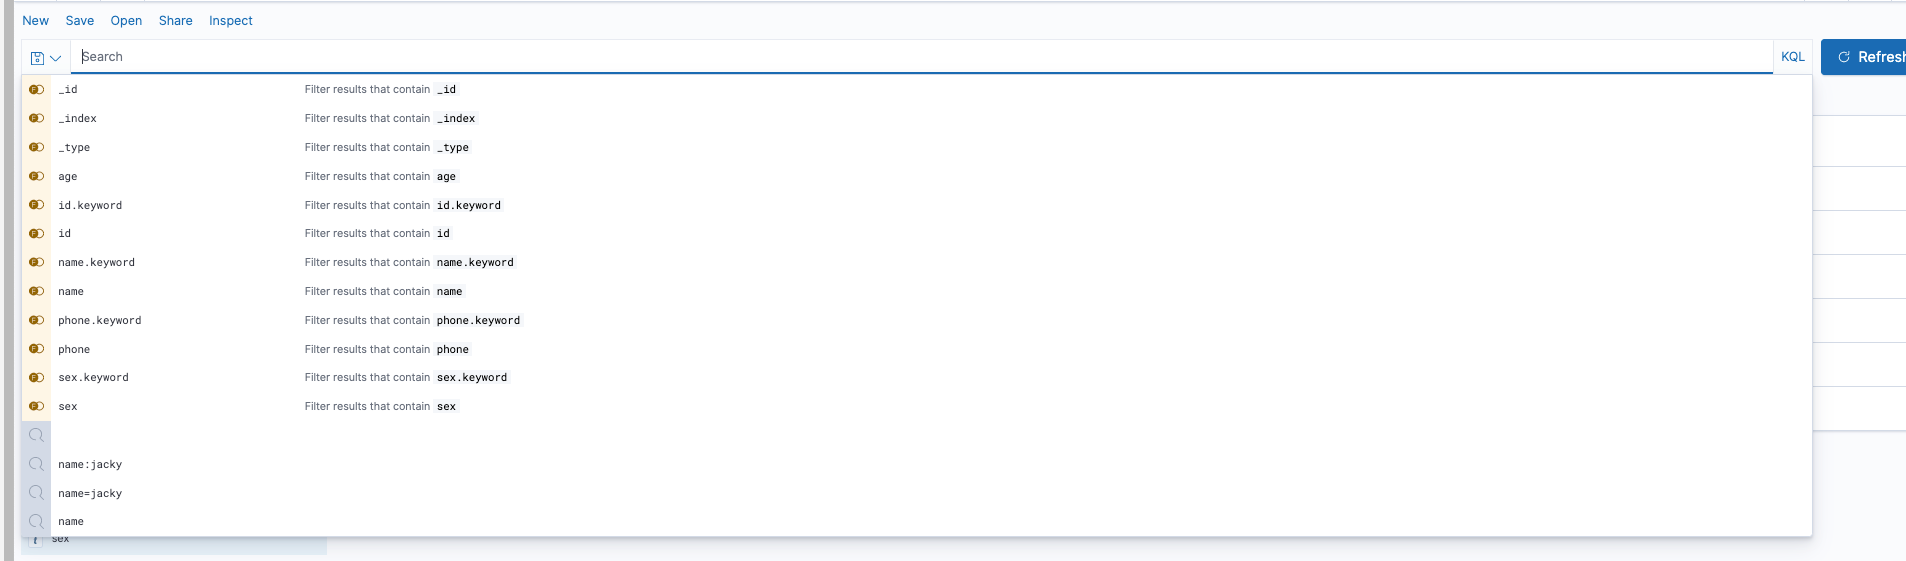 New Save Open Share Inspect
Search KQL Refresh
_id Filter results that contain _id
_index Filter results that contain _index
_type Filter results that contain _type
age Filter results that contain age
id.keyword Filter results that contain id.keyword
id Filter results that contain id
name.keyword Filter results that contain name.keyword
name Filter results that contain name
phone.keyword Filter results that contain phone.keyword
phone Filter results that contain phone
sex.keyword Filter results that contain sex.keyword
sex Filter results that contain sex
name:jacky
name=jacky
name
t sex